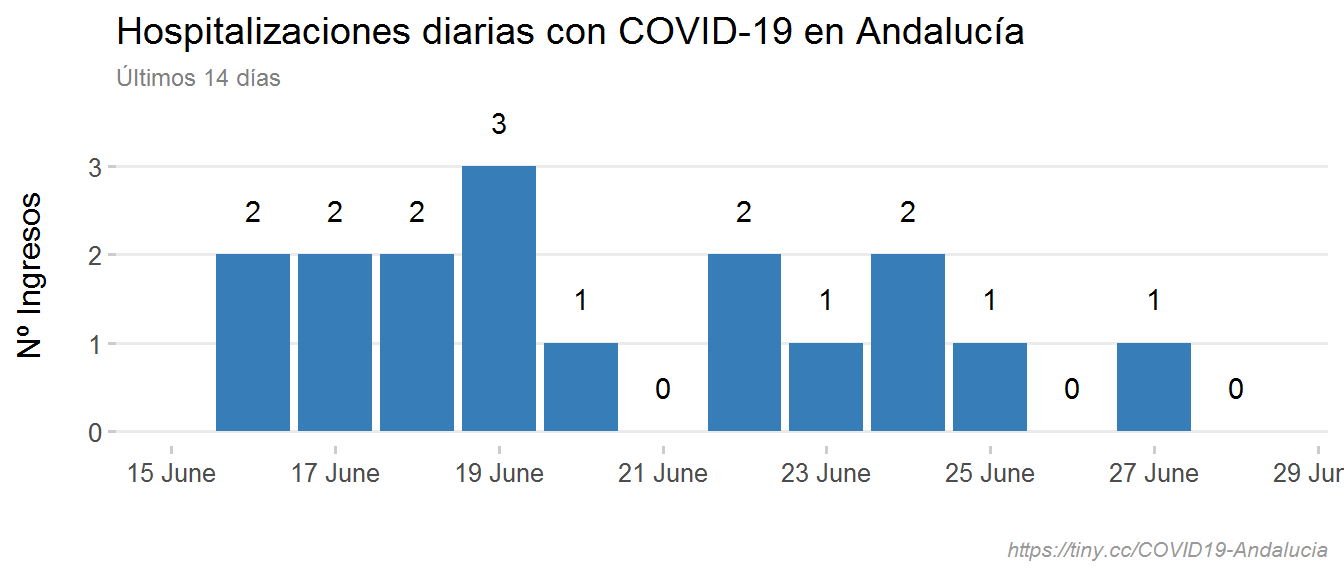 Hospitalizaciones diarias con COVID-19 en Andalucía
Últimos 14 días
3
2 2 2 2 2
1 1 1 1
0 0 0
Nº Ingresos
3
2
1
0
15 June 17 June 19 June 21 June 23 June 25 June 27 June 29 Jun
https://tiny.cc/COVID19-Andalucia